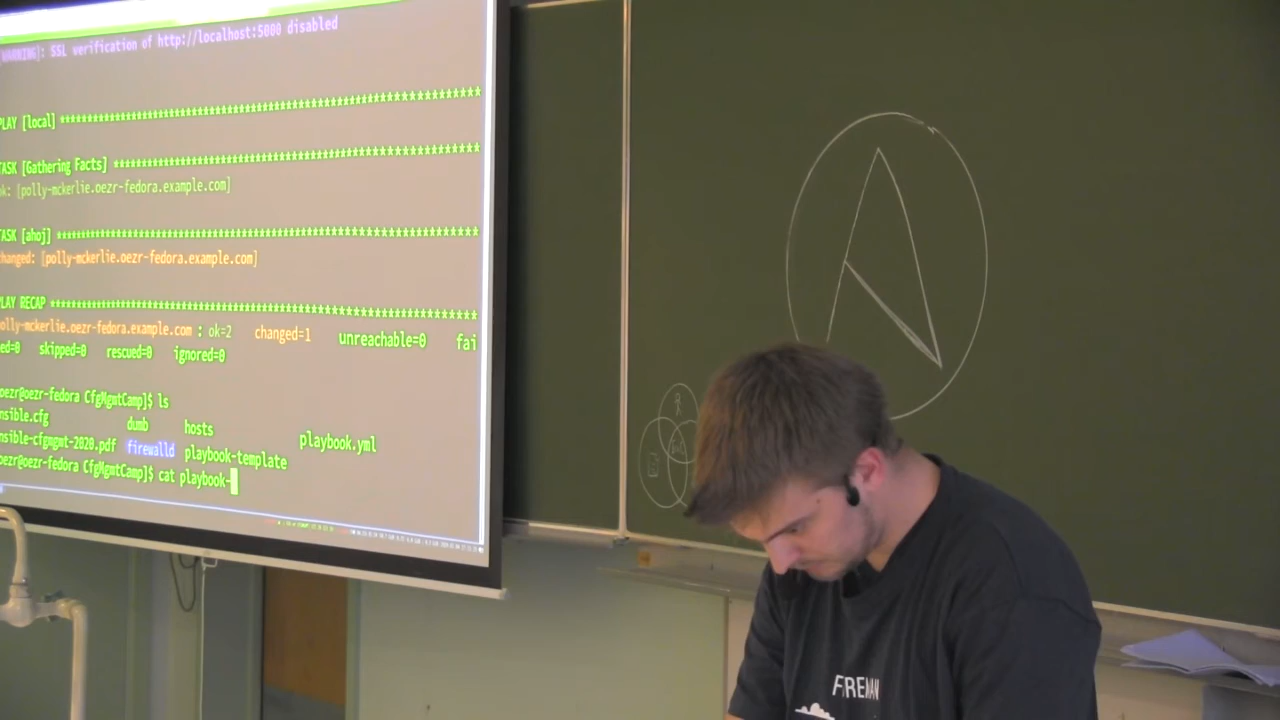 [WARNING]: SSL verification of http://localhost:5000 disabled
PLAY [local] ****************************************************************
TASK [Gathering Facts] ******************************************************
ok: [polly-mckerlie.oezr-fedora.example.com]
TASK [ahoj] *****************************************************************
changed: [polly-mckerlie.oezr-fedora.example.com]
PLAY RECAP ******************************************************************
polly-mckerlie.oezr-fedora.example.com : ok=2 changed=1 unreachable=0 fai
ed=0 skipped=0 rescued=0 ignored=0
oezr@oezr-fedora CfgMgmtCamp]$ ls
nsible.cfg dumb hosts playbook.yml
nsible-cfgmgmt-2020.pdf firewalld playbook-template
oezr@oezr-fedora CfgMgmtCamp]$ cat playbook-
FREMAN